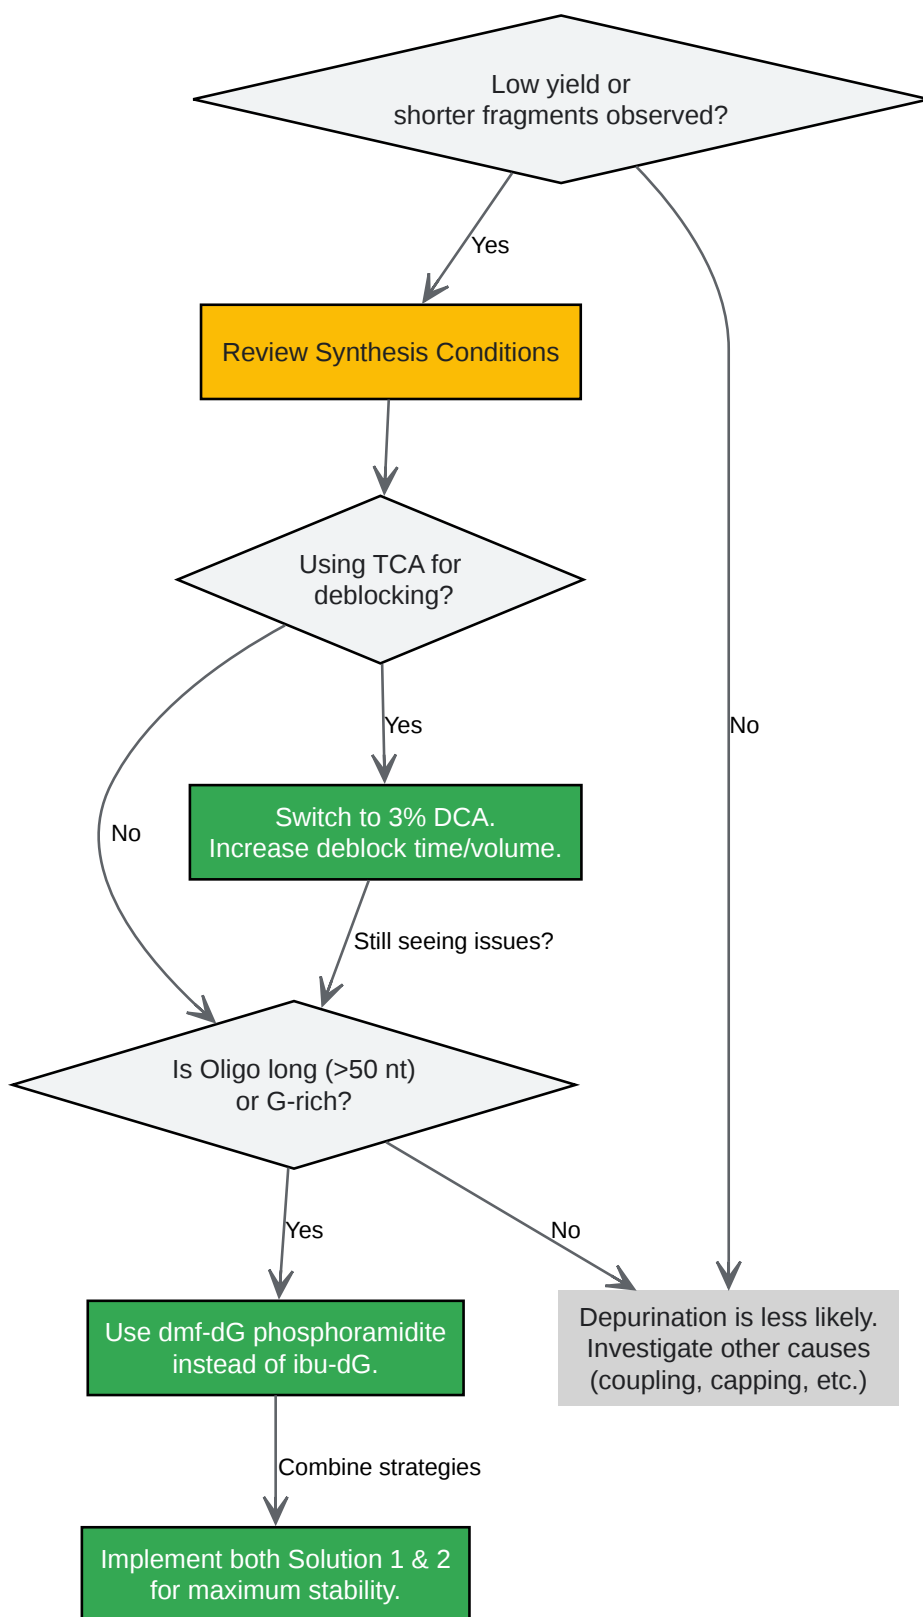 Low yield or
shorter fragments observed?
Yes
Review Synthesis Conditions
Using TCA for
deblocking?
Yes
No
Switch to 3% DCA.
Increase deblock time/volume.
No
Still seeing issues?
Is Oligo long (>50 nt)
or G-rich?
Yes
No
Use dmf-dG phosphoramidite
instead of ibu-dG.
Depurination is less likely.
Investigate other causes
(coupling, capping, etc.)
Combine strategies
Implement both Solution 1 & 2
for maximum stability.